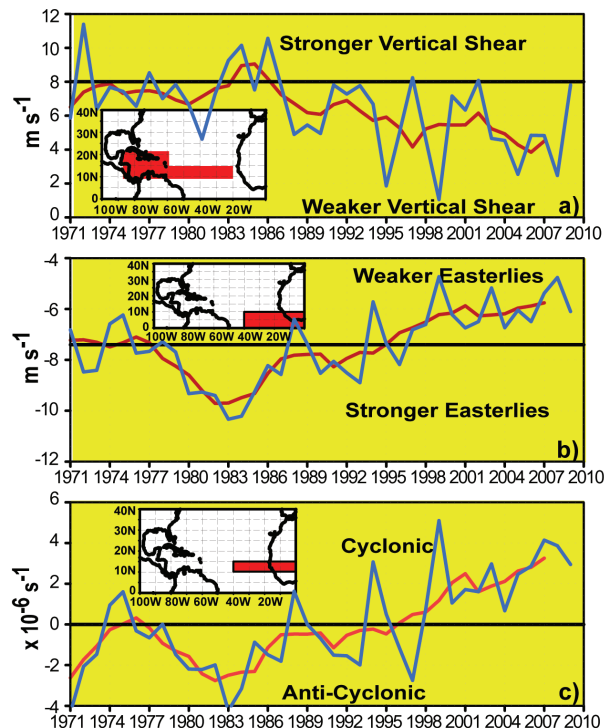 12
10
8
6
4
2
0
m s-1
Stronger Vertical Shear
40N
30N
20N
10N
0
100W 80W 60W 40W 20W
Weaker Vertical Shear
a)
1971 1974 1977 1980 1983 1986 1989 1992 1995 1998 2001 2004 2007 2010
-4
-6
-8
-10
-12
m s-1
40N
30N
20N
10N
0
100W 80W 60W 40W 20W
Weaker Easterlies
Stronger Easterlies
b)
1971 1974 1977 1980 1983 1986 1989 1992 1995 1998 2001 2004 2007 2010
6
4
2
0
-2
-4
x 10-6 s-1
40N
30N
20N
10N
0
100W 80W 60W 40W 20W
Cyclonic
Anti-Cyclonic
c)
1971 1974 1977 1980 1983 1986 1989 1992 1995 1998 2001 2004 2007 2010